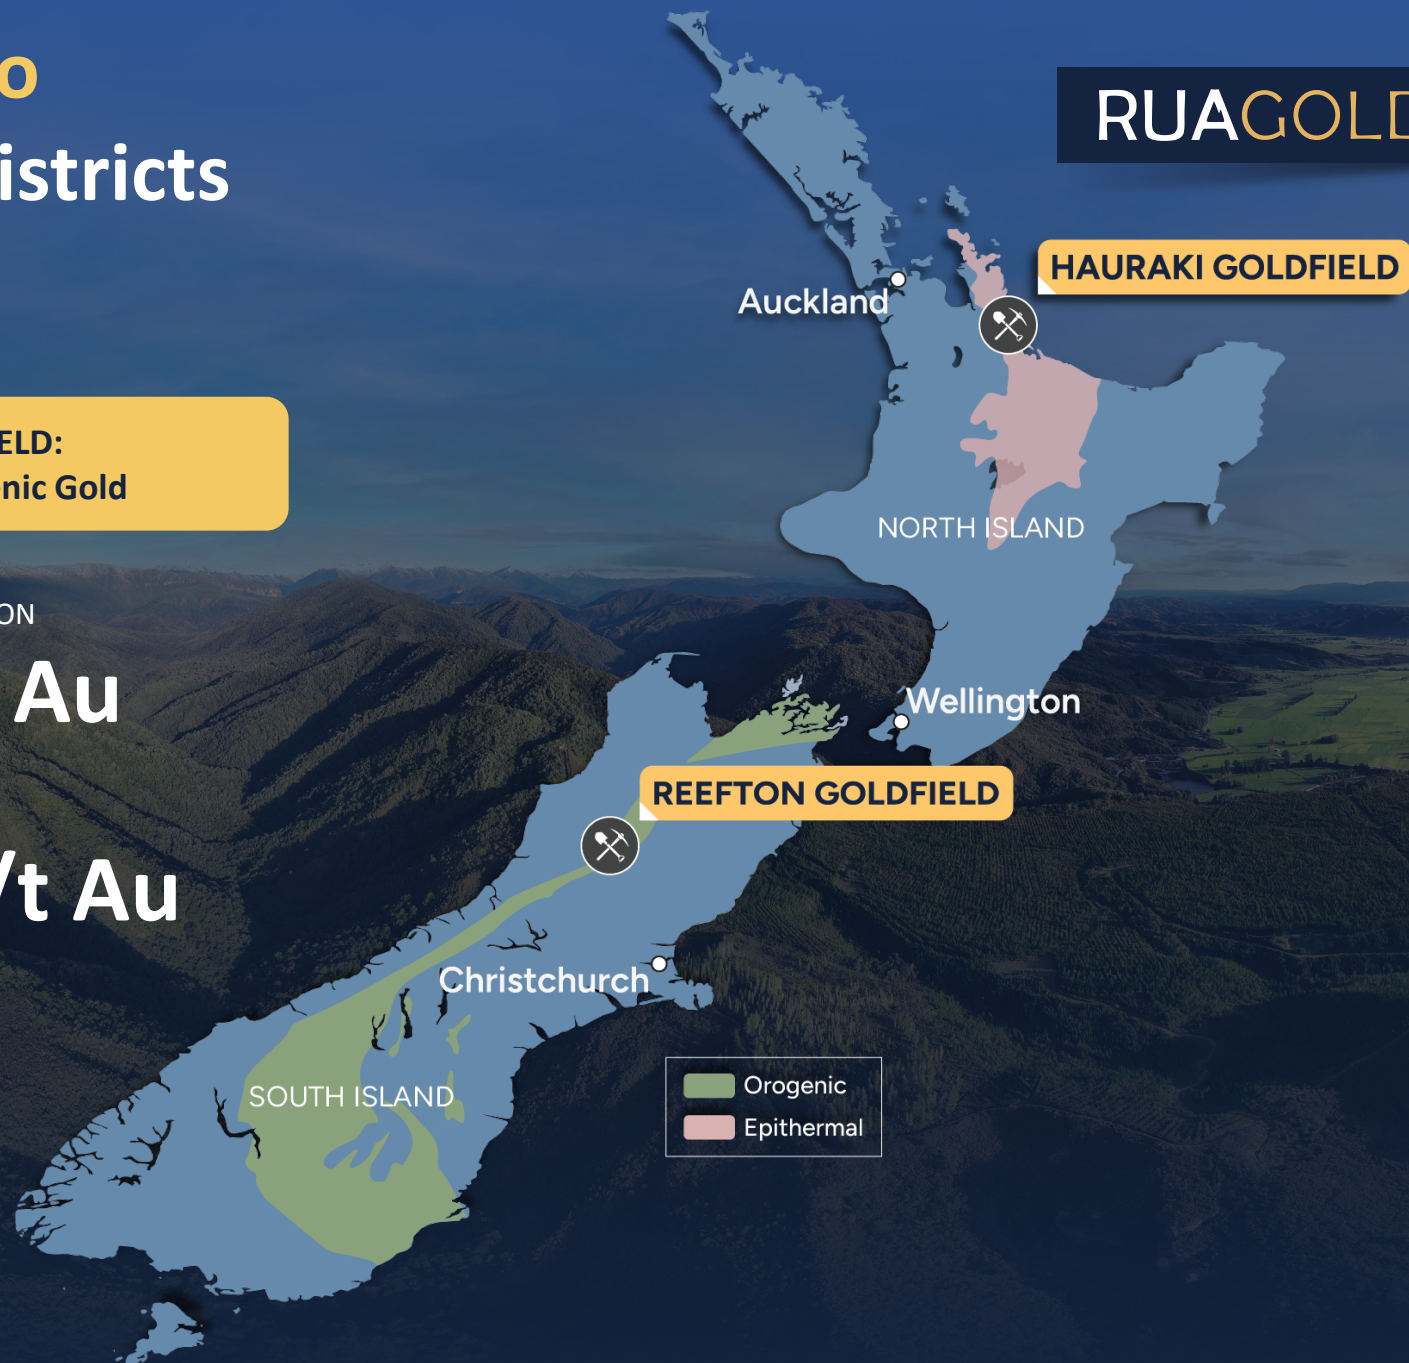 o
istricts
RUAGOLD
HAURAKI GOLDFIELD
Auckland
ELD:
nic Gold
NORTH ISLAND
ON
Au
Wellington
REEFTON GOLDFIELD
/t Au
Christchurch
SOUTH ISLAND
Orogenic
Epithermal